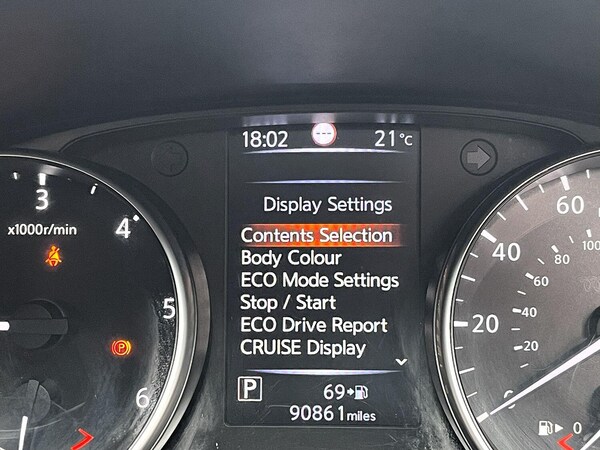 18:02 --- 21°C
Display Settings
Contents Selection
Body Colour
ECO Mode Settings
Stop / Start
ECO Drive Report
CRUISE Display
P 69
90861 miles
3
x1000r/min
4
5
6
P
60
100
40
80
60
40
20
20
0
0